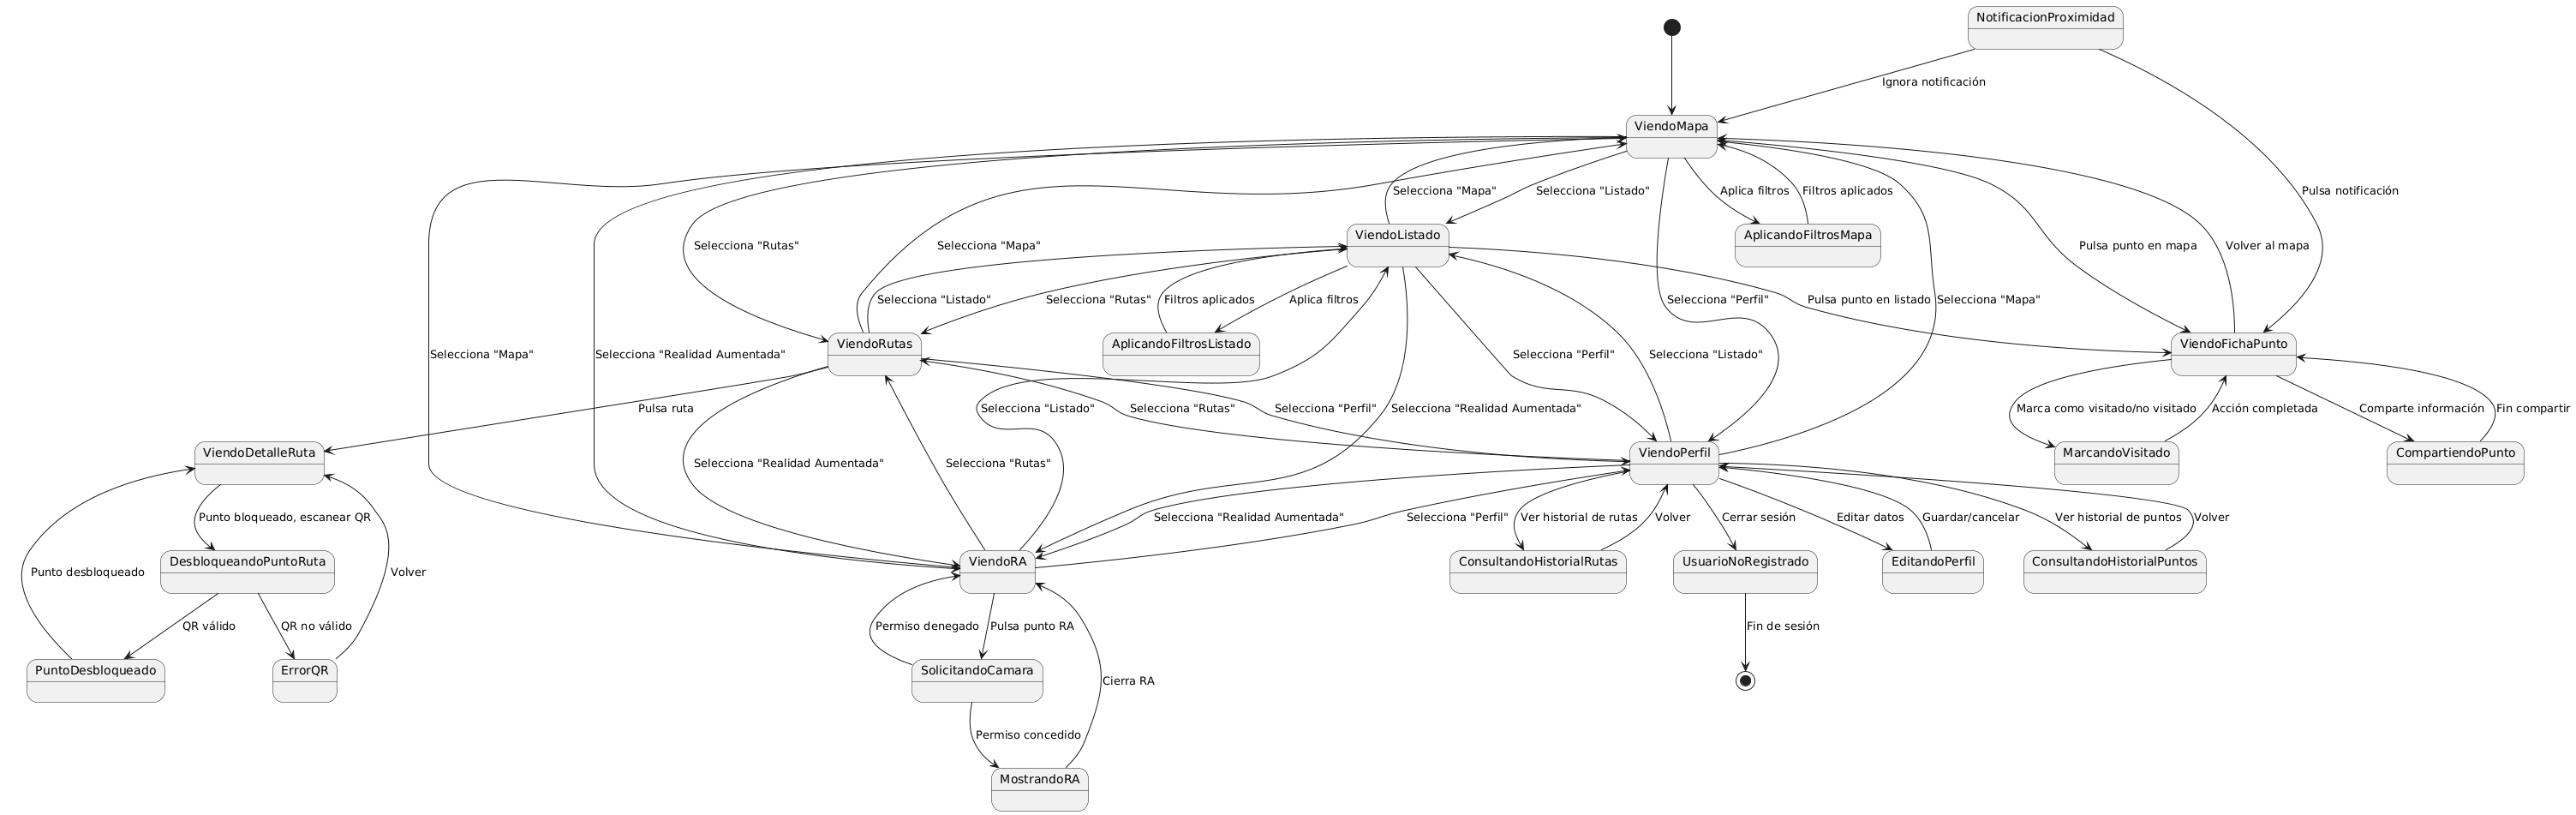 NotificacionProximidad
Ignora notificación
ViendoMapa
Selecciona "Mapa"
Selecciona "Listado"
Aplica filtros
Filtros aplicados
Pulsa notificación
ViendoListado
AplicandoFiltrosMapa
Selecciona "Rutas"
Selecciona "Mapa"
Pulsa punto en mapa
Volver al mapa
Selecciona "Listado"
Selecciona "Rutas"
Filtros aplicados
Aplica filtros
Selecciona "Perfil"
Pulsa punto en listado
Selecciona "Mapa"
ViendoRutas
AplicandoFiltrosListado
ViendoFichaPunto
Selecciona "Mapa"
Selecciona "Realidad Aumentada"
Selecciona "Perfil"
Selecciona "Listado"
Pulsa ruta
Selecciona "Listado"
Selecciona "Rutas"
Selecciona "Perfil"
Selecciona "Realidad Aumentada"
Marca como visitado/no visitado
Acción completada
Comparte información
Fin compartir
ViendoDetalleRuta
ViendoPerfil
MarcandoVisitado
CompartiendoPunto
Selecciona "Realidad Aumentada"
Selecciona "Rutas"
Punto bloqueado, escanear QR
Selecciona "Realidad Aumentada"
Selecciona "Perfil"
Ver historial de rutas
Volver
Cerrar sesión
Editar datos
Guardar/cancelar
Ver historial de puntos
Volver
DesbloqueandoPuntoRuta
ViendoRA
ConsultandoHistorialRutas
UsuarioNoRegistrado
EditandoPerfil
ConsultandoHistorialPuntos
Punto desbloqueado
Volver
QR válido
QR no válido
Permiso denegado
Pulsa punto RA
Fin de sesión
PuntoDesbloqueado
ErrorQR
SolicitandoCamara
Cierra RA
Permiso concedido
MostrandoRA